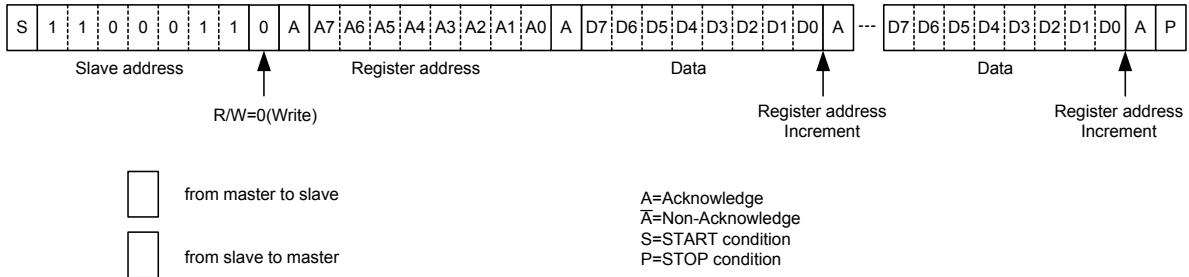 S 1 1 0 0 0 1 1 0 A A7 A6 A5 A4 A3 A2 A1 A0 A D7 D6 D5 D4 D3 D2 D1 D0 A --- D7 D6 D5 D4 D3 D2 D1 D0 A P
Slave address Register address Data Data
R/W=0(Write)
Register address
Increment
Register address
Increment
from master to slave
from slave to master
A=Acknowledge
A̅=Non-Acknowledge
S=START condition
P=STOP condition